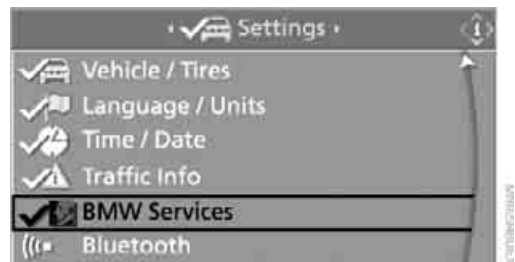 Settings
i
Vehicle / Tires
Language / Units
Time / Date
Traffic Info
BMW Services
Bluetooth